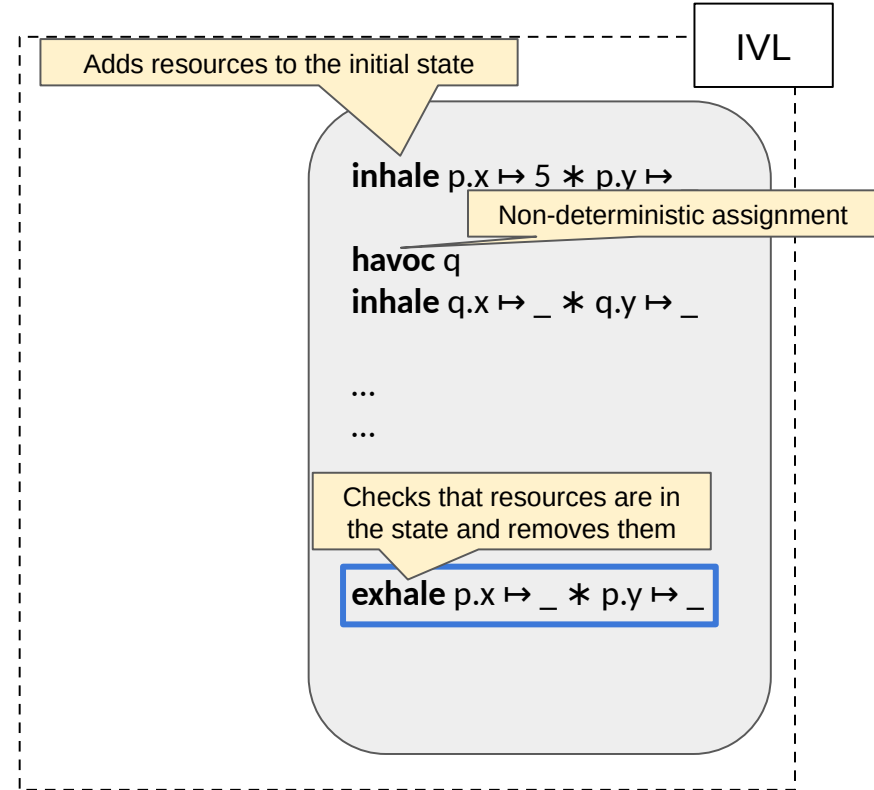 IVL
Adds resources to the initial state
inhale p.x ↦ 5 ∗ p.y ↦
Non-deterministic assignment
havoc q
inhale q.x ↦ _ ∗ q.y ↦ _
...
...
Checks that resources are in
the state and removes them
exhale p.x ↦ _ ∗ p.y ↦ _